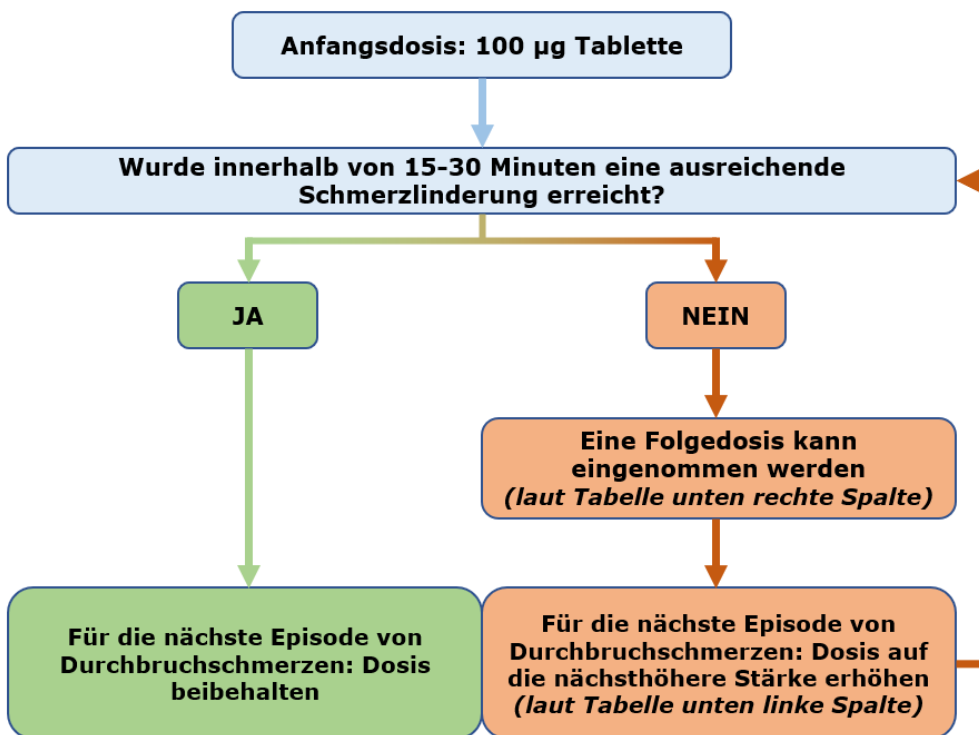 Anfangsdosis: 100 µg Tablette
Wurde innerhalb von 15–30 Minuten eine ausreichende
Schmerzlinderung erreicht?
JA
NEIN
Eine Folgedosis kann
eingenommen werden
(laut Tabelle unten rechte Spalte)
Für die nächste Episode von
Durchbruchschmerzen: Dosis
beibehalten
Für die nächste Episode von
Durchbruchschmerzen: Dosis auf
die nächsthöhere Stärke erhöhen
(laut Tabelle unten linke Spalte)